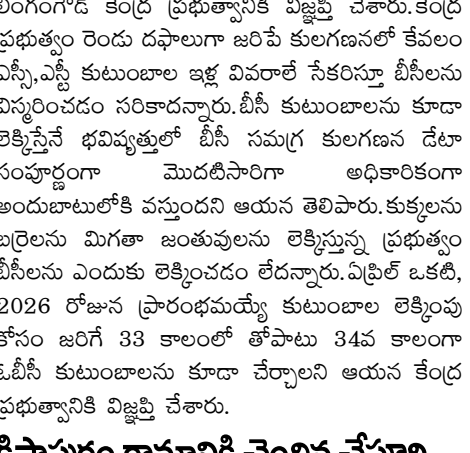 లింగంగౌడ్ కేంద్ర ప్రభుత్వానికి విజ్ఞప్తి చేశారు.కేంద్ర
ప్రభుత్వం రెండు దఫాలుగా జరిపే కులగణనలో కేవలం
ఎస్సీ,ఎస్టీ కుటుంబాల ఇళ్ల వివరాలే సేకరిస్తూ బీసీలను
విస్మరించడం సరికాదన్నారు.బీసీ కుటుంబాలను కూడా
లెక్కిస్తేనే భవిష్యత్తులో బీసీ సమగ్ర కులగణన డేటా
సంపూర్ణంగా మొదటిసారిగా అధికారికంగా
అందుబాటులోకి వస్తుందని ఆయన తెలిపారు.కుక్కలను
బర్రెలను మిగతా జంతువులను లెక్కిస్తున్న ప్రభుత్వం
బీసీలను ఎందుకు లెక్కించడం లేదన్నారు.ఏప్రిల్ ఒకటి,
2026 రోజున ప్రారంభమయ్యే కుటుంబాల లెక్కింపు
కోసం జరిగే 33 కాలంలో తోపాటు 34వ కాలంగా
ఓబీసీ కుటుంబాలను కూడా చేర్చాలని ఆయన కేంద్ర
ప్రభుత్వానికి విజ్ఞప్తి చేశారు.